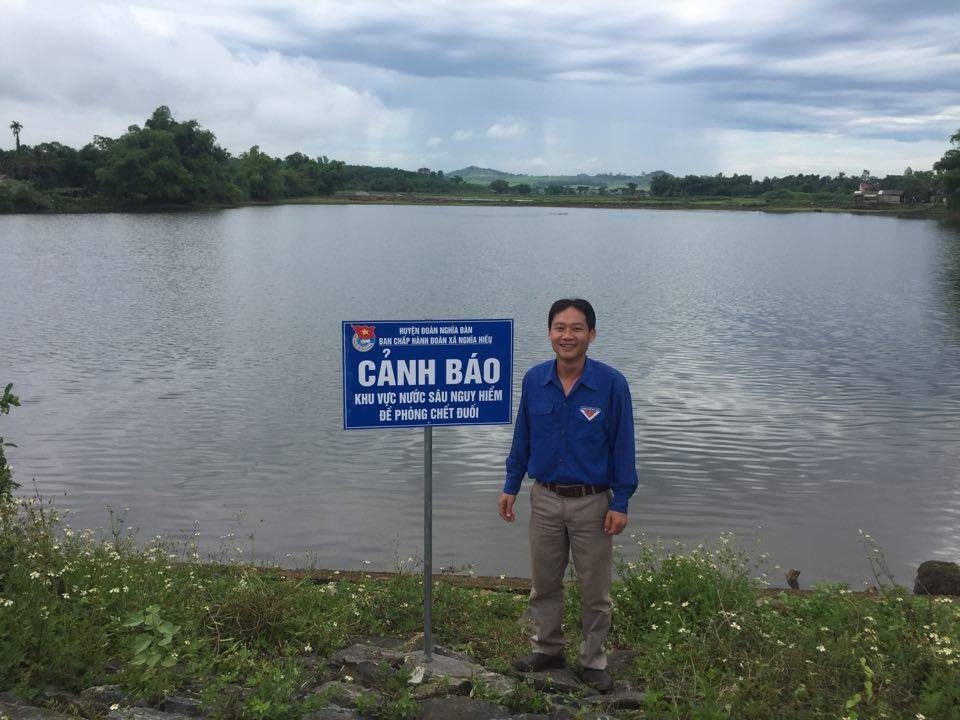 HUYỆN ĐOÀN NGHĨA ĐÀN
BAN CHẤP HÀNH ĐOÀN XÃ NGHĨA HIẾU
CẢNH BÁO
KHU VỰC NƯỚC SÂU NGUY HIỂM
ĐỀ PHÒNG CHẾT ĐUỐI